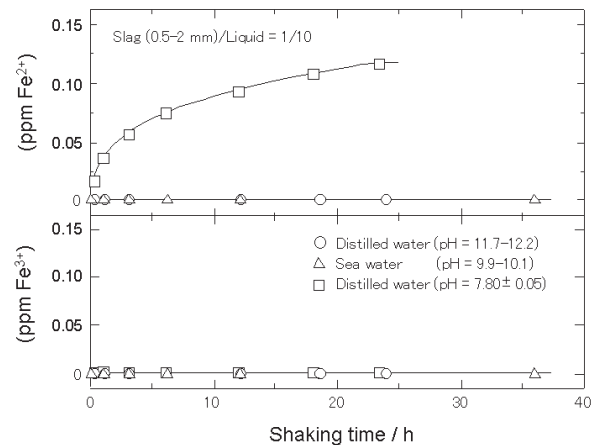 0.15
Slag (0.5-2 mm)/Liquid = 1/10
0.10
(ppm Fe²⁺)
0.05
0
0.15
Distilled water (pH = 11.7-12.2)
Sea water (pH = 9.9-10.1)
Distilled water (pH = 7.80± 0.05)
0.10
(ppm Fe³⁺)
0.05
0
0 10 20 30 40
Shaking time / h